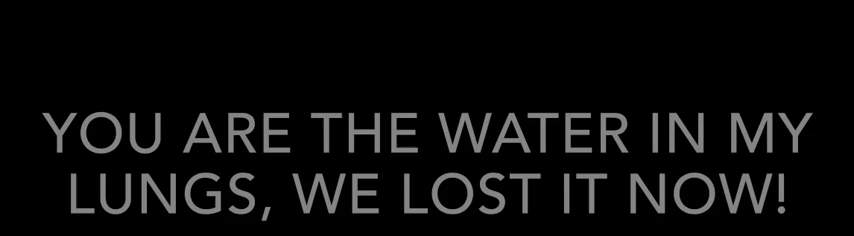 YOU ARE THE WATER IN MY
LUNGS, WE LOST IT NOW!